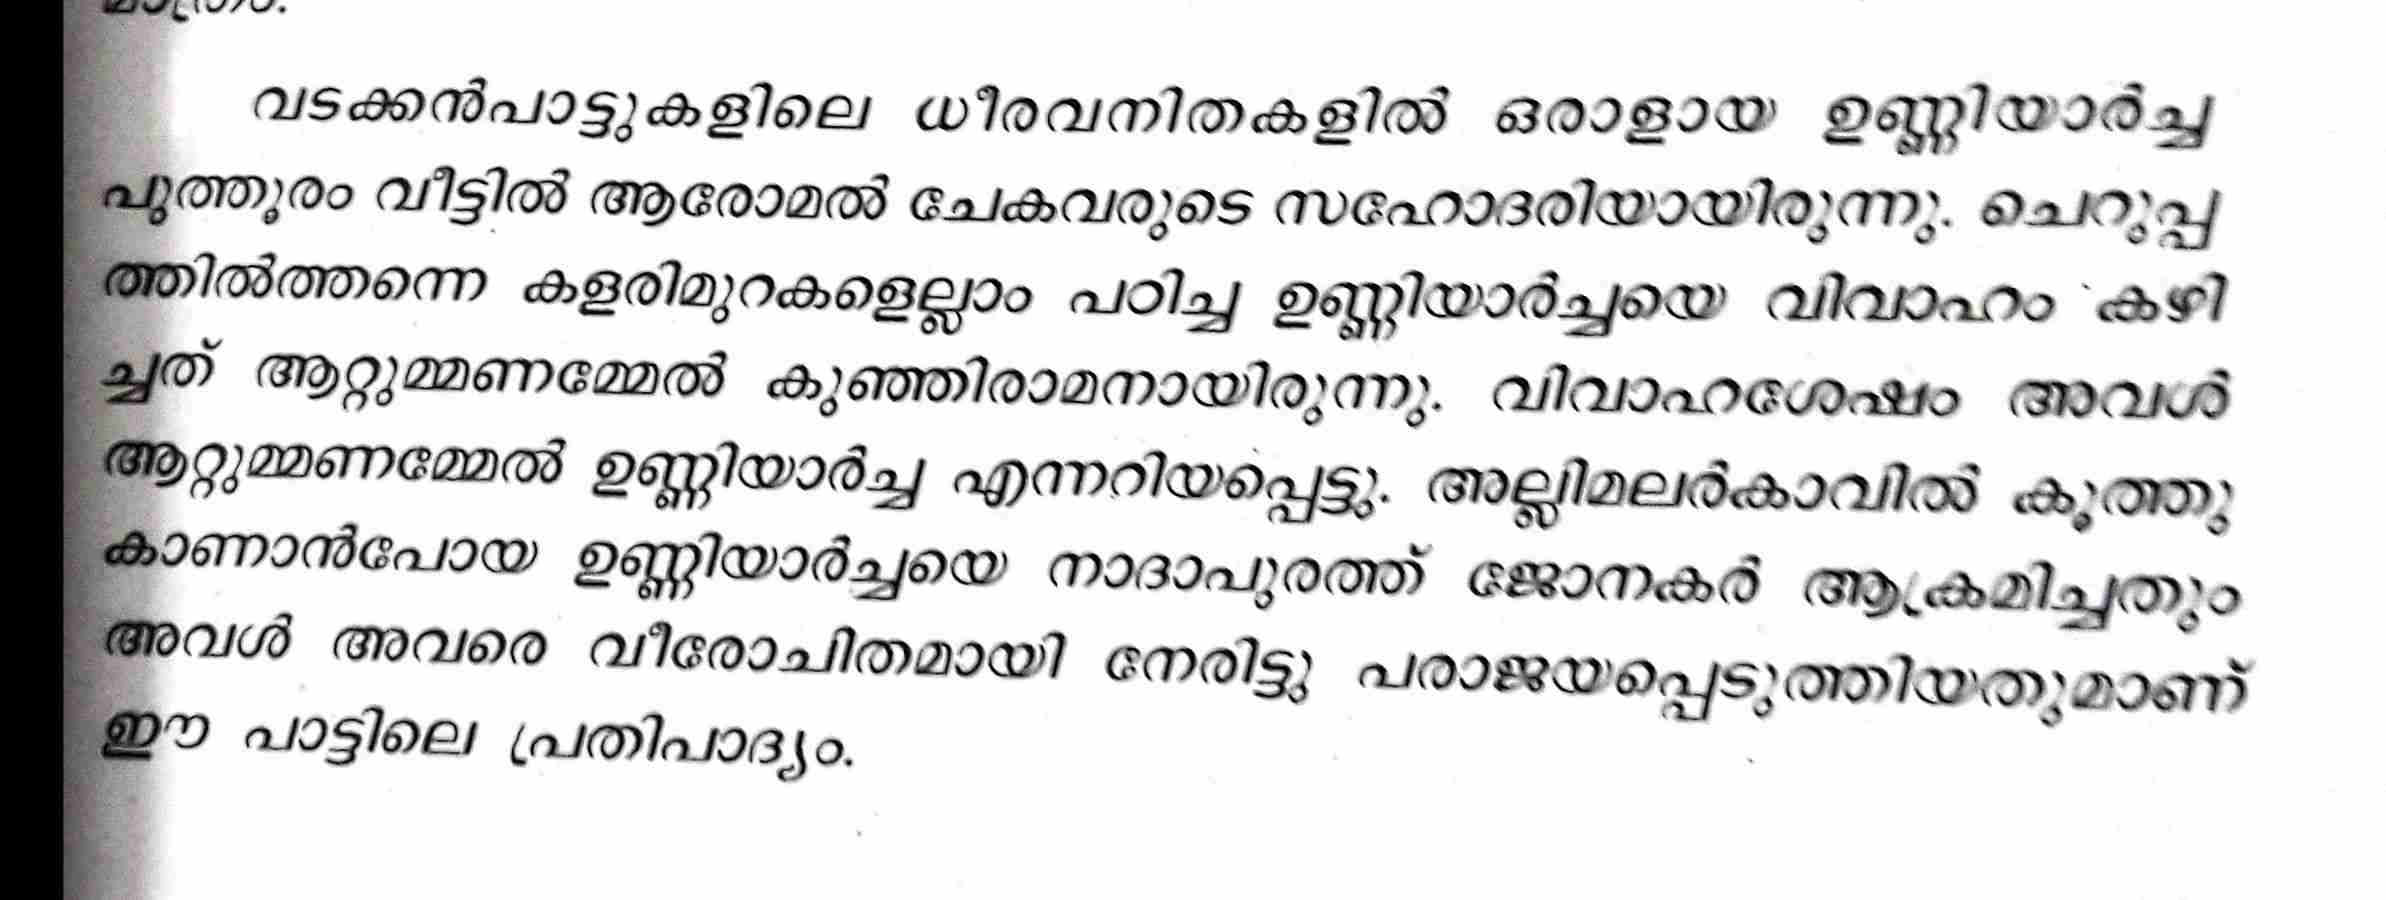 വടക്കൻപാട്ടുകളിലെ ധീരവനിതകളിൽ ഒരാളായ ഉണ്ണിയാർച്ച
പുത്തൂരം വീട്ടിൽ ആരോമൽ ചേകവരുടെ സഹോദരിയായിരുന്നു. ചെറുപ്പ
ത്തിൽത്തന്നെ കളരിമുറകളെല്ലാം പഠിച്ച ഉണ്ണിയാർച്ചയെ വിവാഹം കഴി
ച്ചത് ആറ്റുമ്മണമ്മേൽ കുഞ്ഞിരാമനായിരുന്നു. വിവാഹശേഷം അവൾ
ആറ്റുമ്മണമ്മേൽ ഉണ്ണിയാർച്ച എന്നറിയപ്പെട്ടു. അല്ലിമലർകാവിൽ കൂത്തു
കാണാൻപോയ ഉണ്ണിയാർച്ചയെ നാദാപുരത്ത് ജോനകർ ആക്രമിച്ചതും
അവൾ അവരെ വീരോചിതമായി നേരിട്ടു പരാജയപ്പെടുത്തിയതുമാണ്
ഈ പാട്ടിലെ പ്രതിപാദ്യം.